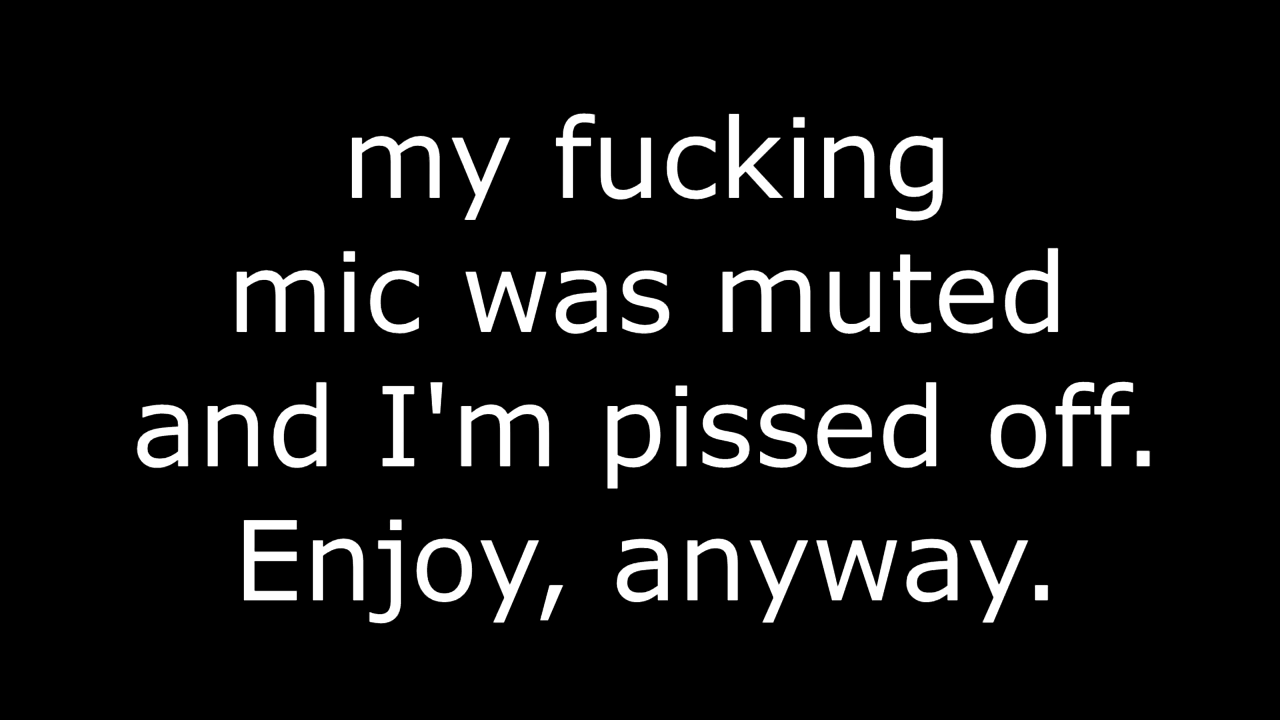 my fucking
mic was muted
and I'm pissed off.
Enjoy, anyway.